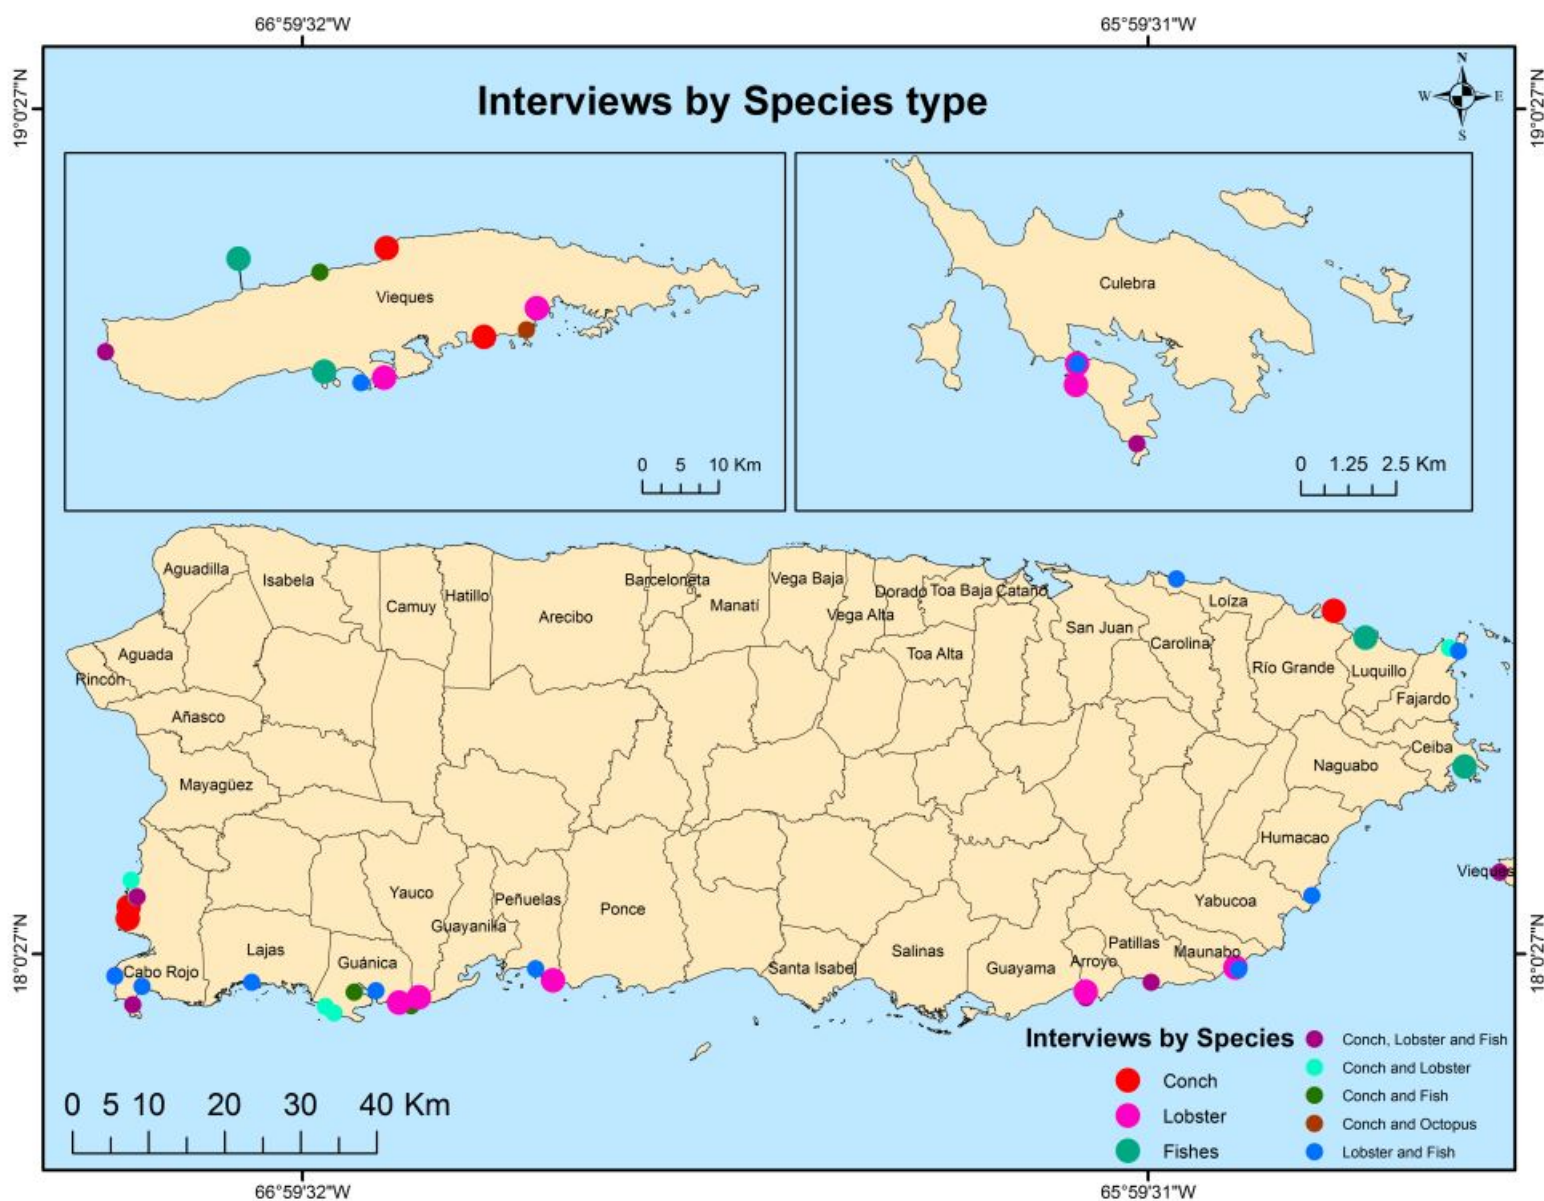 66°59'32"W
65°59'31"W
19°0'27"N
19°0'27"N
Interviews by Species type
N
W
E
S
Vieques
0 5 10 Km
Culebra
0 1.25 2.5 Km
Aguadilla
Isabela
Camuy
Hatillo
Arecibo
Barceloneta
Manatí
Vega Baja
Vega Alta
Dorado
Toa Baja
Cataño
Toa Alta
San Juan
Carolina
Loíza
Río Grande
Luquillo
Fajardo
Ceiba
Aguada
Rincón
Añasco
Mayagüez
Naguabo
Humacao
Vieques
Yabucoa
Yauco
Peñuelas
Guayanilla
Ponce
Lajas
Guánica
Cabo Rojo
Santa Isabel
Salinas
Guayama
Arroyo
Patillas
Maunabo
18°0'27"N
18°0'27"N
0 5 10 20 30 40 Km
Interviews by Species
Conch
Lobster
Fishes
Conch, Lobster and Fish
Conch and Lobster
Conch and Fish
Conch and Octopus
Lobster and Fish
66°59'32"W
65°59'31"W